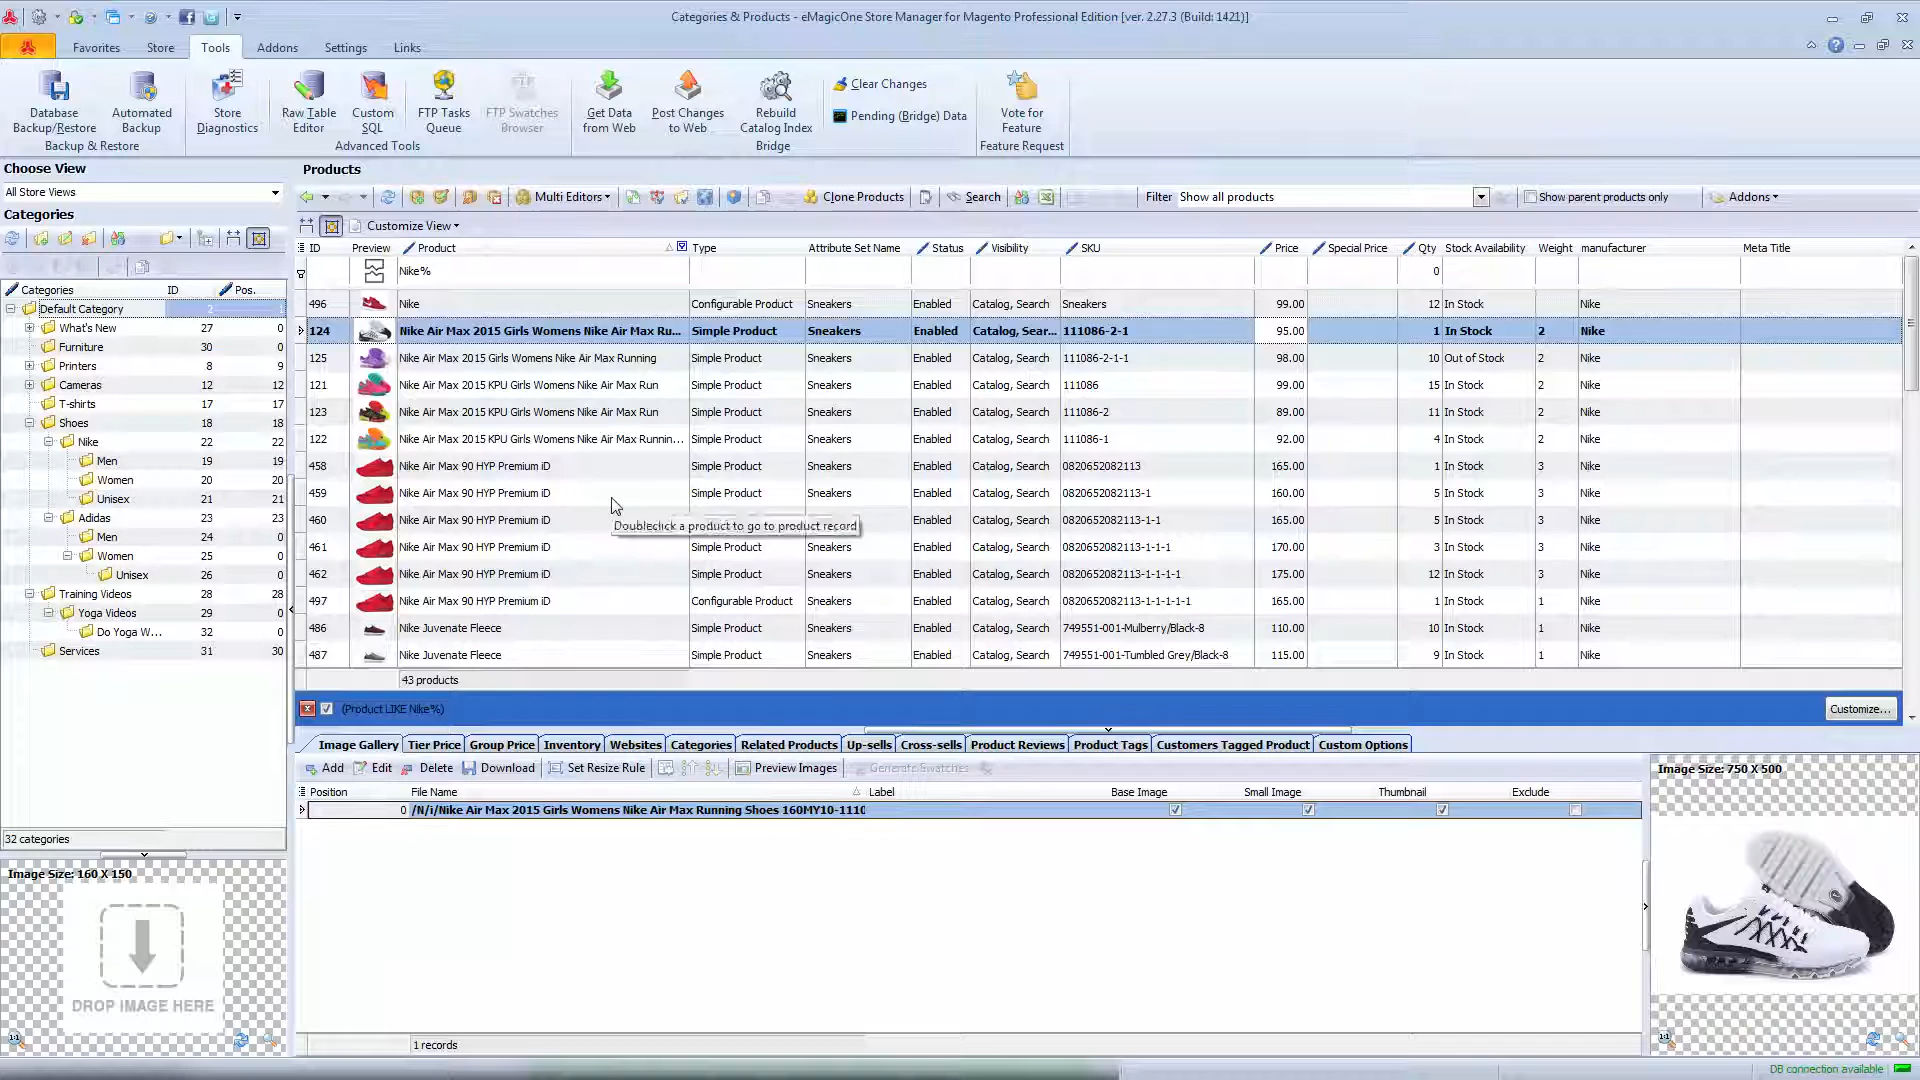 Categories & Products - eMagicOne Store Manager for Magento Professional Edition [ver. 2.27.3 (Build: 1421)]
Favorites Store Tools Addons Settings Links
Database Backup/Restore
Automated Backup
Backup & Restore
Store Diagnostics
Raw Table Editor
Custom SQL
FTP Tasks Queue
FTP Swatches Browser
Advanced Tools
Get Data from Web
Post Changes to Web
Rebuild Catalog Index
Clear Changes
Pending (Bridge) Data
Bridge
Vote for Feature
Feature Request
Choose View
All Store Views
Categories
Categories ID Pos.
Default Category 2 1
What's New 27 0
Furniture 30 0
Printers 8 9
Cameras 12 12
T-shirts 17 17
Shoes 18 18
Nike 22 22
Men 19 19
Women 20 20
Unisex 21 21
Adidas 23 23
Men 24 0
Women 25 0
Unisex 26 0
Training Videos 28 28
Yoga Videos 29 0
Do Yoga W... 32 0
Services 31 30
32 categories
Image Size: 160 X 150
DROP IMAGE HERE
Products
Multi Editors Clone Products Search Filter Show all products Show parent products only Addons
Customize View
ID Preview Product Type Attribute Set Name Status Visibility SKU Price Special Price Qty Stock Availability Weight manufacturer Meta Title
Nike% 0
496 Nike Configurable Product Sneakers Enabled Catalog, Search Sneakers 99.00 12 In Stock Nike
124 Nike Air Max 2015 Girls Womens Nike Air Max Ru... Simple Product Sneakers Enabled Catalog, Sear... 111086-2-1 95.00 1 In Stock 2 Nike
125 Nike Air Max 2015 Girls Womens Nike Air Max Running Simple Product Sneakers Enabled Catalog, Search 111086-2-1-1 98.00 10 Out of Stock 2 Nike
121 Nike Air Max 2015 KPU Girls Womens Nike Air Max Run Simple Product Sneakers Enabled Catalog, Search 111086 99.00 15 In Stock 2 Nike
123 Nike Air Max 2015 KPU Girls Womens Nike Air Max Run Simple Product Sneakers Enabled Catalog, Search 111086-2 89.00 11 In Stock 2 Nike
122 Nike Air Max 2015 KPU Girls Womens Nike Air Max Runnin... Simple Product Sneakers Enabled Catalog, Search 111086-1 92.00 4 In Stock 2 Nike
458 Nike Air Max 90 HYP Premium iD Simple Product Sneakers Enabled Catalog, Search 0820652082113 165.00 1 In Stock 3 Nike
459 Nike Air Max 90 HYP Premium iD Simple Product Sneakers Enabled Catalog, Search 0820652082113-1 160.00 5 In Stock 3 Nike
460 Nike Air Max 90 HYP Premium iD Simple Product Sneakers Enabled Catalog, Search 0820652082113-1-1 165.00 5 In Stock 3 Nike
Doubleclick a product to go to product record
461 Nike Air Max 90 HYP Premium iD Simple Product Sneakers Enabled Catalog, Search 0820652082113-1-1-1 170.00 3 In Stock 3 Nike
462 Nike Air Max 90 HYP Premium iD Simple Product Sneakers Enabled Catalog, Search 0820652082113-1-1-1-1 175.00 12 In Stock 3 Nike
497 Nike Air Max 90 HYP Premium iD Configurable Product Sneakers Enabled Catalog, Search 0820652082113-1-1-1-1-1 165.00 1 In Stock 1 Nike
486 Nike Juvenate Fleece Simple Product Sneakers Enabled Catalog, Search 749551-001-Mulberry/Black-8 110.00 10 In Stock 1 Nike
487 Nike Juvenate Fleece Simple Product Sneakers Enabled Catalog, Search 749551-001-Tumbled Grey/Black-8 115.00 9 In Stock 1 Nike
43 products
(Product LIKE Nike%) Customize...
Image Gallery Tier Price Group Price Inventory Websites Categories Related Products Up-sells Cross-sells Product Reviews Product Tags Customers Tagged Product Custom Options
Add Edit Delete Download Set Resize Rule Preview Images Generate Swatches
Position File Name Label Base Image Small Image Thumbnail Exclude
0 /N/i/Nike Air Max 2015 Girls Womens Nike Air Max Running Shoes 160MY10-1110
1 records
Image Size: 750 X 500
DB connection available